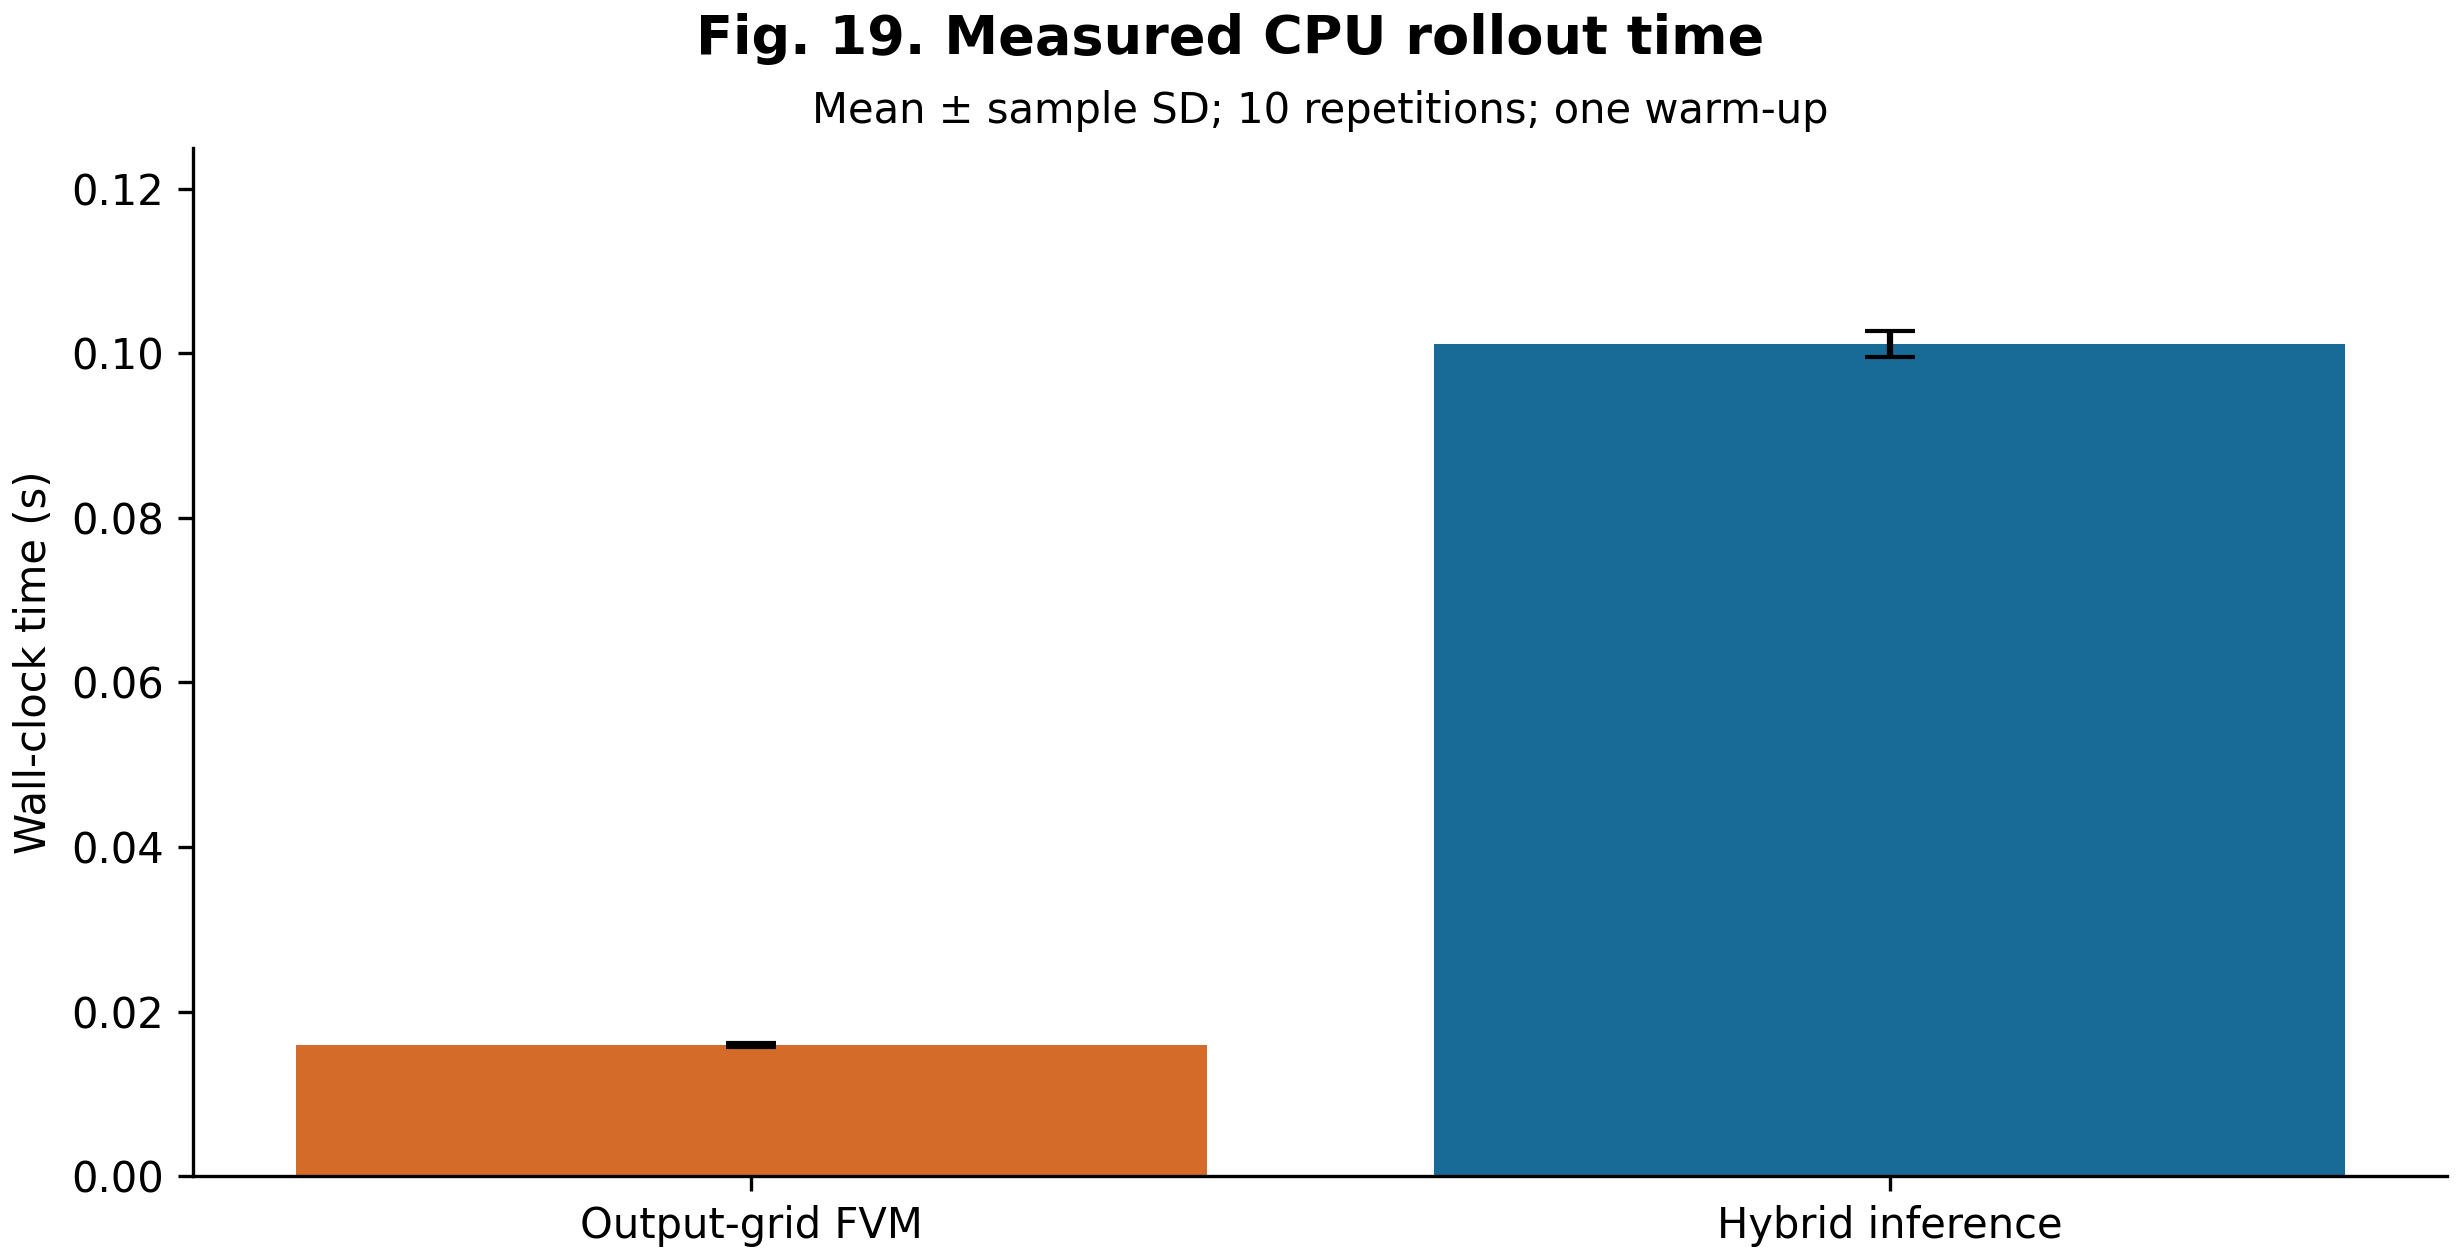 Fig. 19. Measured CPU rollout time
Mean ± sample SD; 10 repetitions; one warm-up
Wall-clock time (s)
0.12
0.10
0.08
0.06
0.04
0.02
0.00
Output-grid FVM
Hybrid inference